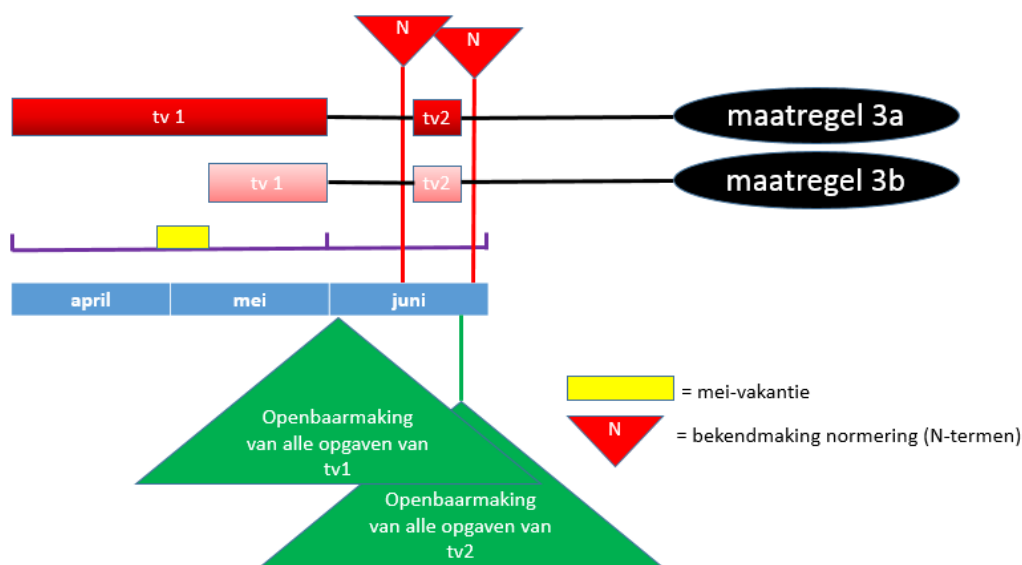 N
N
tv 1
tv2
maatregel 3a
tv 1
tv2
maatregel 3b
april
mei
juni
Openbaarmaking
van alle opgaven van
tv1
Openbaarmaking
van alle opgaven van
tv2
= mei-vakantie
N
= bekendmaking normering (N-termen)